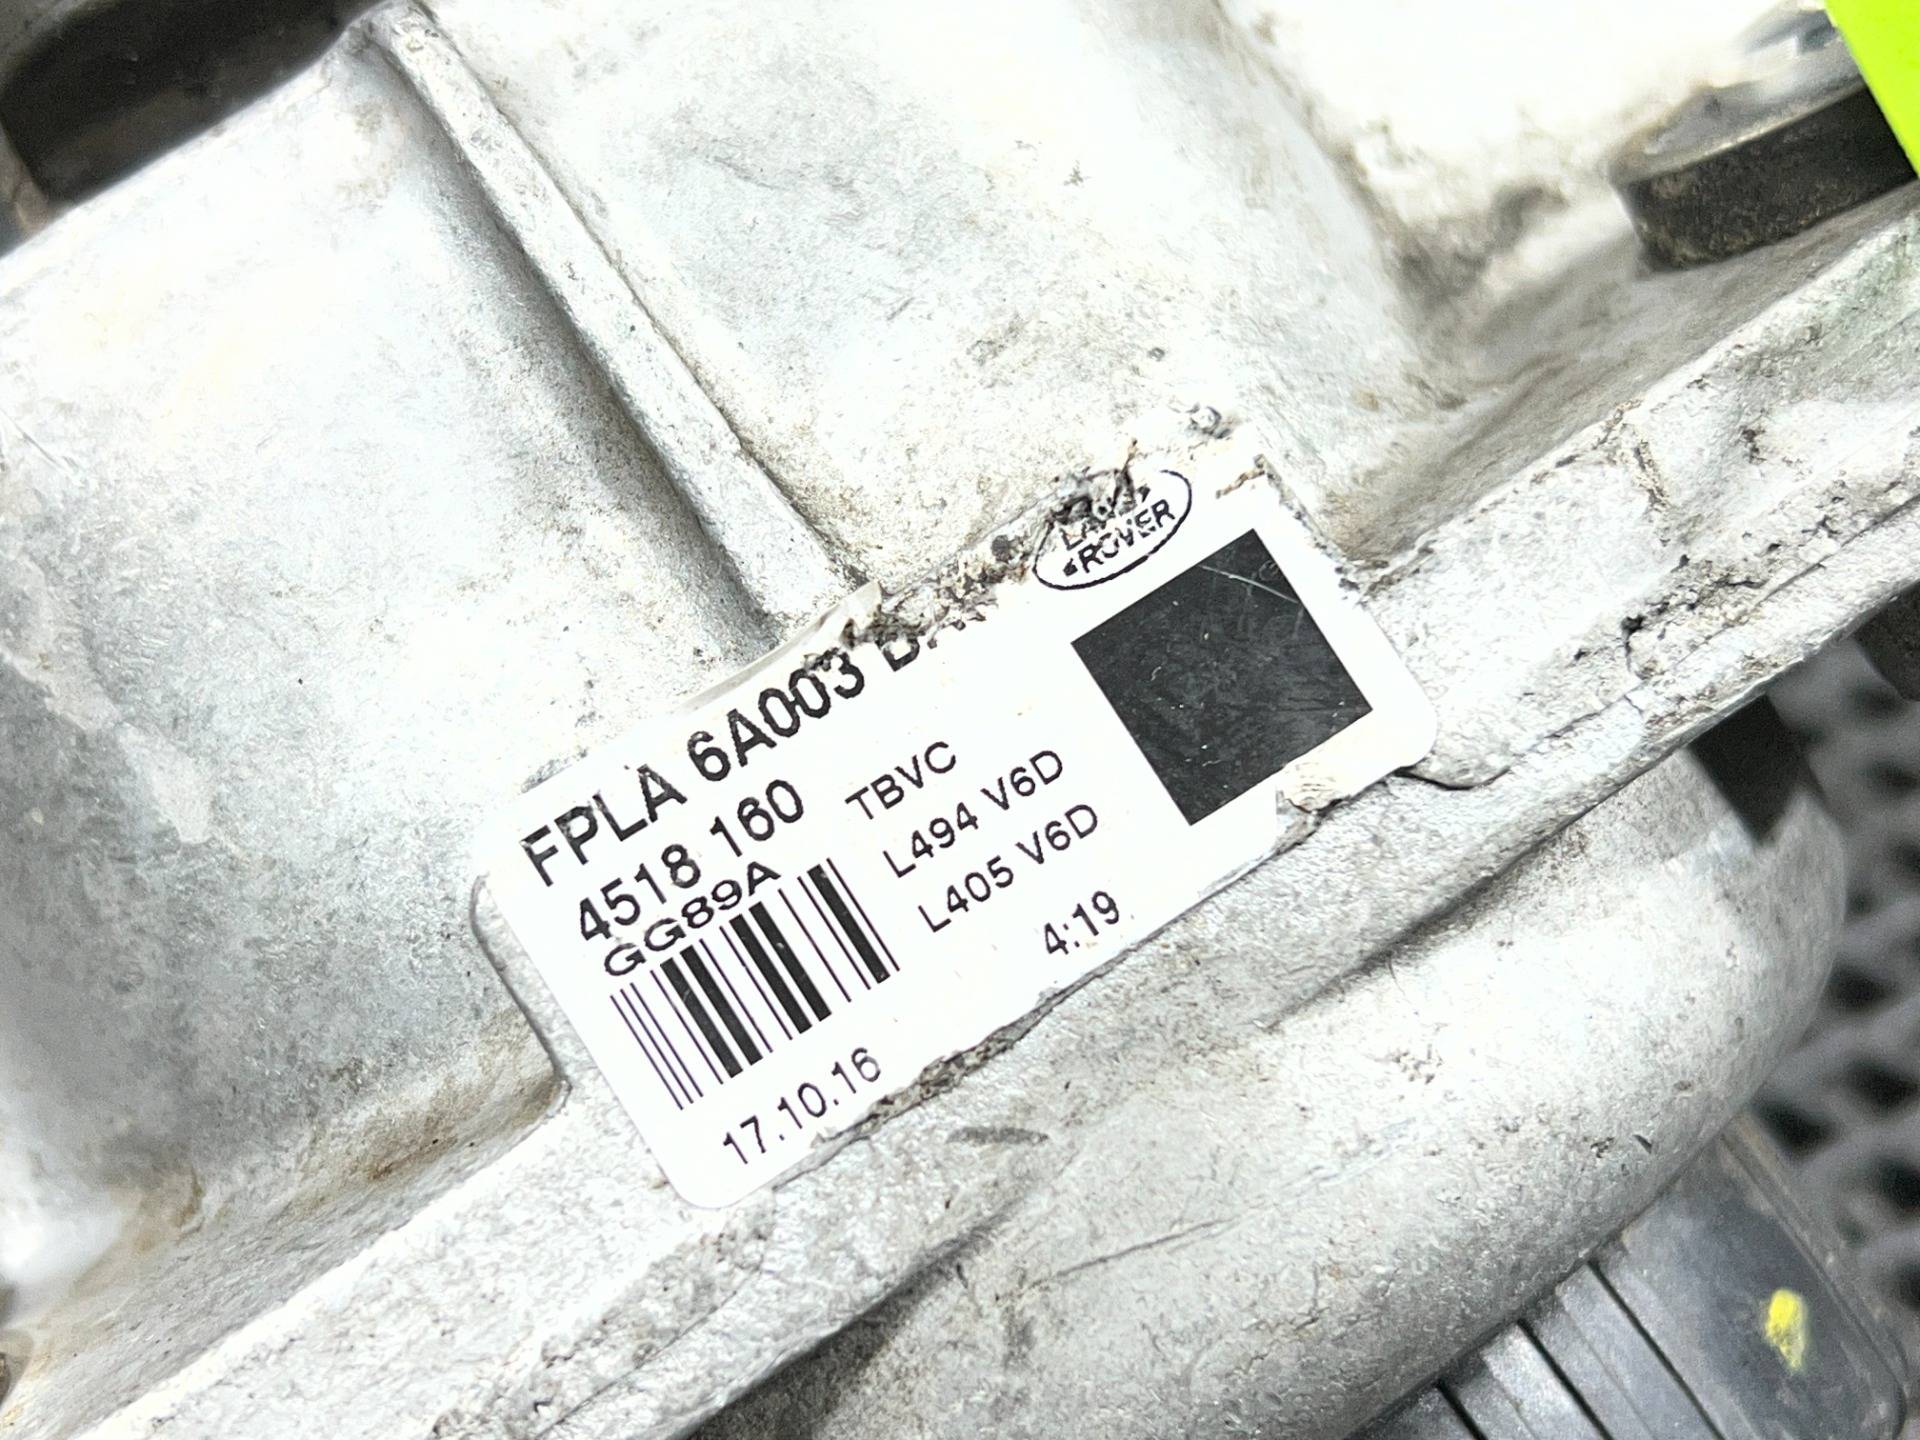 LAND
ROVER
FPLA 6A003
4518 160
TBVC
GG89A
L494 V6D
L405 V6D
4:19
17.10.16